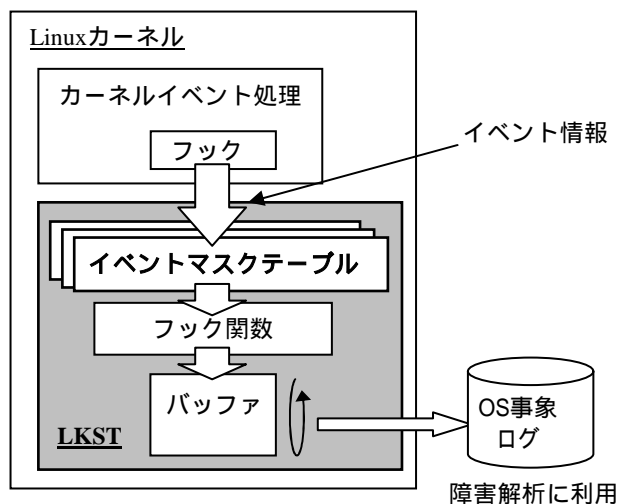 Linuxカーネル
カーネルイベント処理
フック
イベント情報
イベントマスクテーブル
フック関数
バッファ
LKST
OS事象
ログ
障害解析に利用